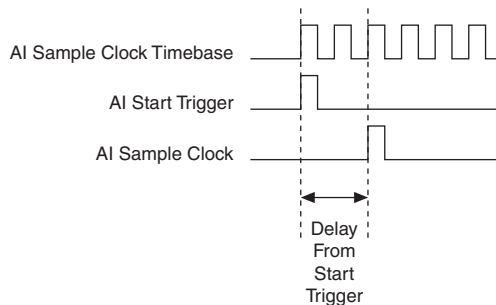 AI Sample Clock Timebase
AI Start Trigger
AI Sample Clock
Delay
From
Start
Trigger